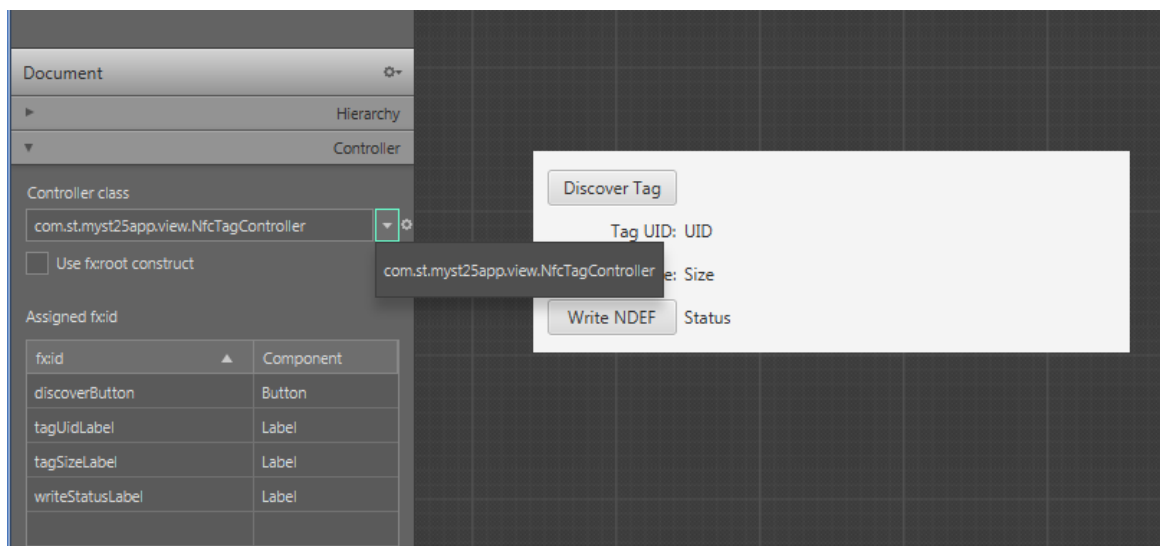 Document
Hierarchy
Controller
Controller class
com.st.myst25app.view.NfcTagController
Use fx:root construct
com.st.myst25app.view.NfcTagController
Assigned fx:id
fx:id Component
discoverButton Button
tagUidLabel Label
tagSizeLabel Label
writeStatusLabel Label
Discover Tag
Tag UID: UID
e: Size
Write NDEF Status